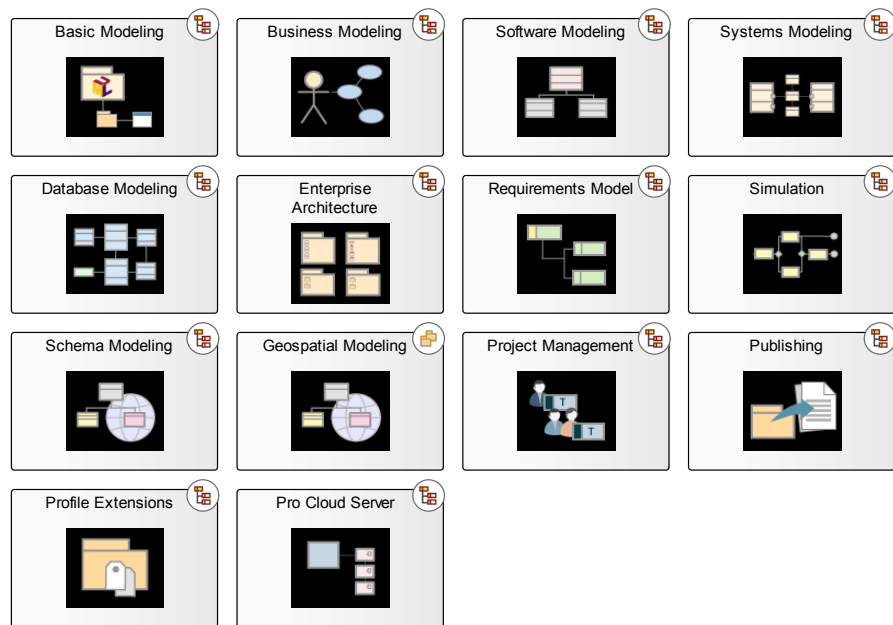 Basic Modeling
Business Modeling
Software Modeling
Systems Modeling
Database Modeling
Enterprise
Architecture
Requirements Model
Simulation
Schema Modeling
Geospatial Modeling
Project Management
T
T
Publishing
Profile Extensions
Pro Cloud Server